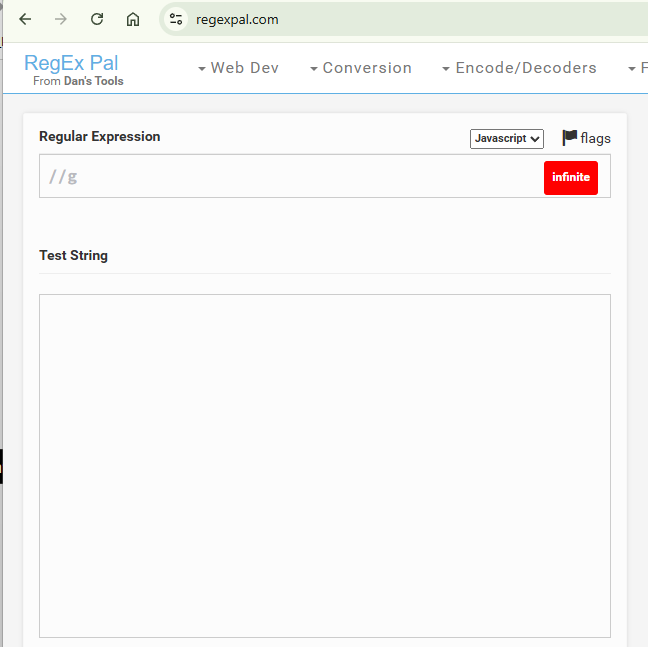 regexpal.com
RegEx Pal
From Dan's Tools
Web Dev
Conversion
Encode/Decoders
F
Regular Expression
Javascript
flags
//g
infinite
Test String